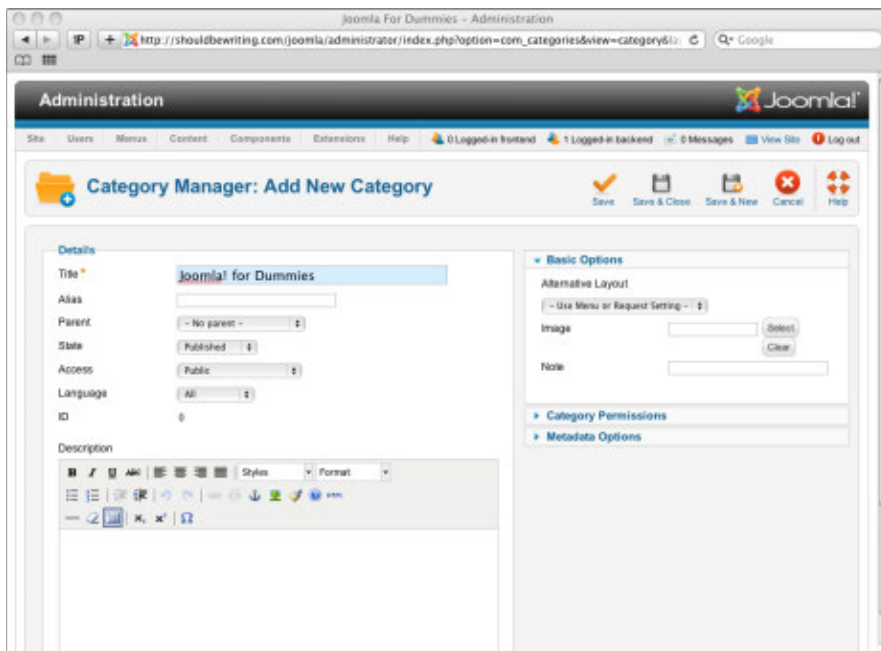 Joomla For Dummies – Administration
http://shouldbewriting.com/joomla/administrator/index.php?option=com_categories&view=category&la
Google
Administration
Joomla!
Site Users Menus Content Components Extensions Help 0 Logged-in frontend 1 Logged-in backend 0 Messages View Site Log out
Category Manager: Add New Category
Save Save & Close Save & New Cancel Help
Details
Title *
Joomla! for Dummies
Alias
Parent
– No parent –
State
Published
Access
Public
Language
All
ID
0
Description
B I U ABC Styles Format
HTML
Basic Options
Alternative Layout
– Use Menu or Request Setting –
Image
Select
Clear
Note
Category Permissions
Metadata Options